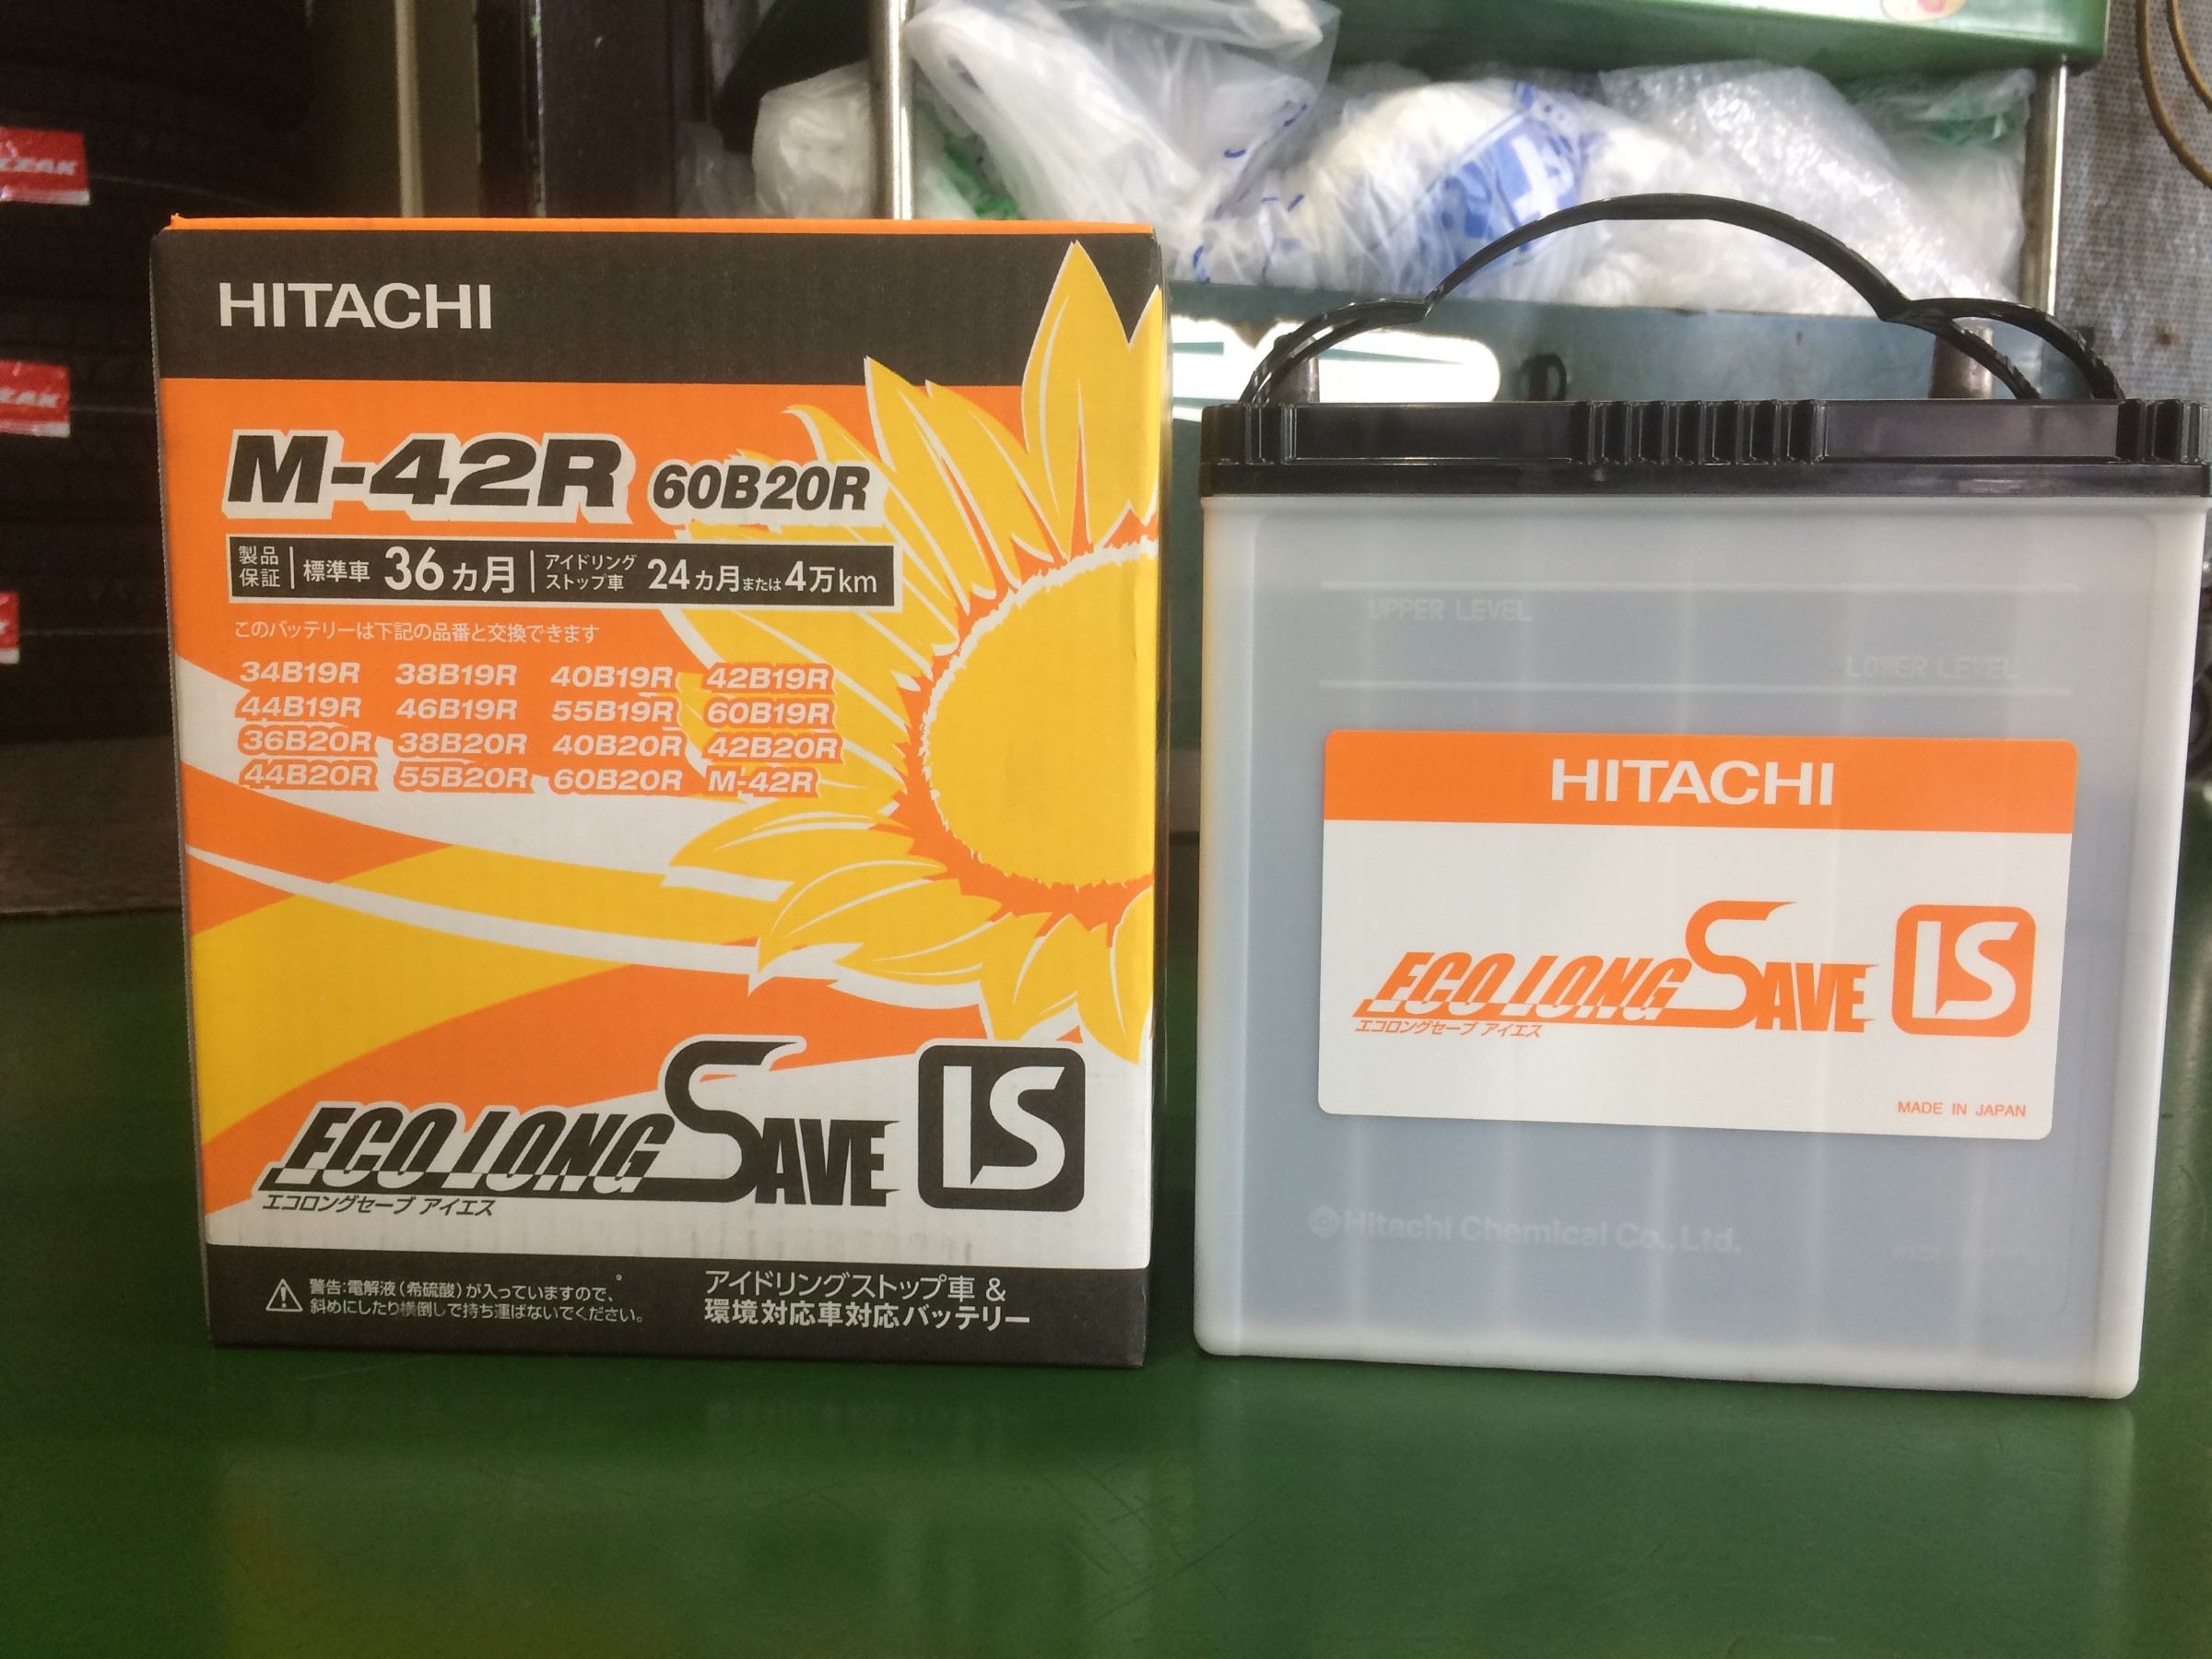 ZZAK
ZZAK
HITACHI
M-42R 60B20R
製品保証 標準車 36ヵ月 アイドリングストップ車 24ヵ月または4万km
このバッテリーは下記の品番と交換できます
34B19R 38B19R 40B19R 42B19R
44B19R 46B19R 55B19R 60B19R
36B20R 38B20R 40B20R 42B20R
44B20R 55B20R 60B20R M-42R
ECO LONG SAVE IS
エコロングセーブ アイエス
警告:電解液(希硫酸)が入っていますので、
斜めにしたり横倒しで持ち運ばないでください。
アイドリングストップ車 &
環境対応車対応バッテリー
UPPER LEVEL
LOWER LEVEL
HITACHI
ECO LONG SAVE IS
エコロングセーブ アイエス
MADE IN JAPAN
Hitachi Chemical Co., Ltd.